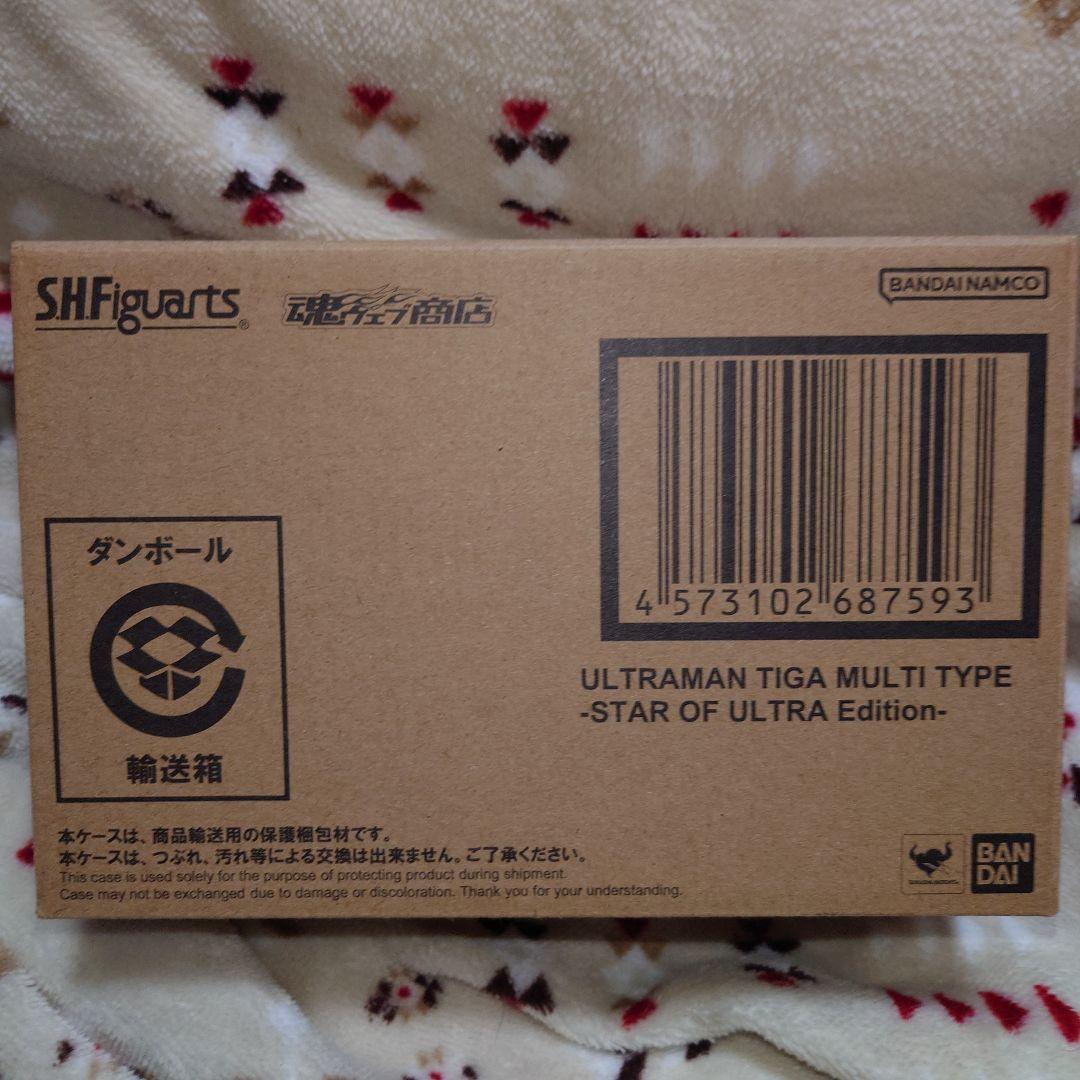 S.H.Figuarts®
魂ウェブ商店
BANDAI NAMCO
4 573102 687593
ULTRAMAN TIGA MULTI TYPE
-STAR OF ULTRA Edition-
ダンボール
輸送箱
本ケースは、商品輸送用の保護梱包材です。
本ケースは、つぶれ、汚れ等による交換は出来ません。ご了承ください。
This case is used solely for the purpose of protecting product during shipment.
Case may not be exchanged due to damage or discoloration. Thank you for your understanding.
BAN
DAI